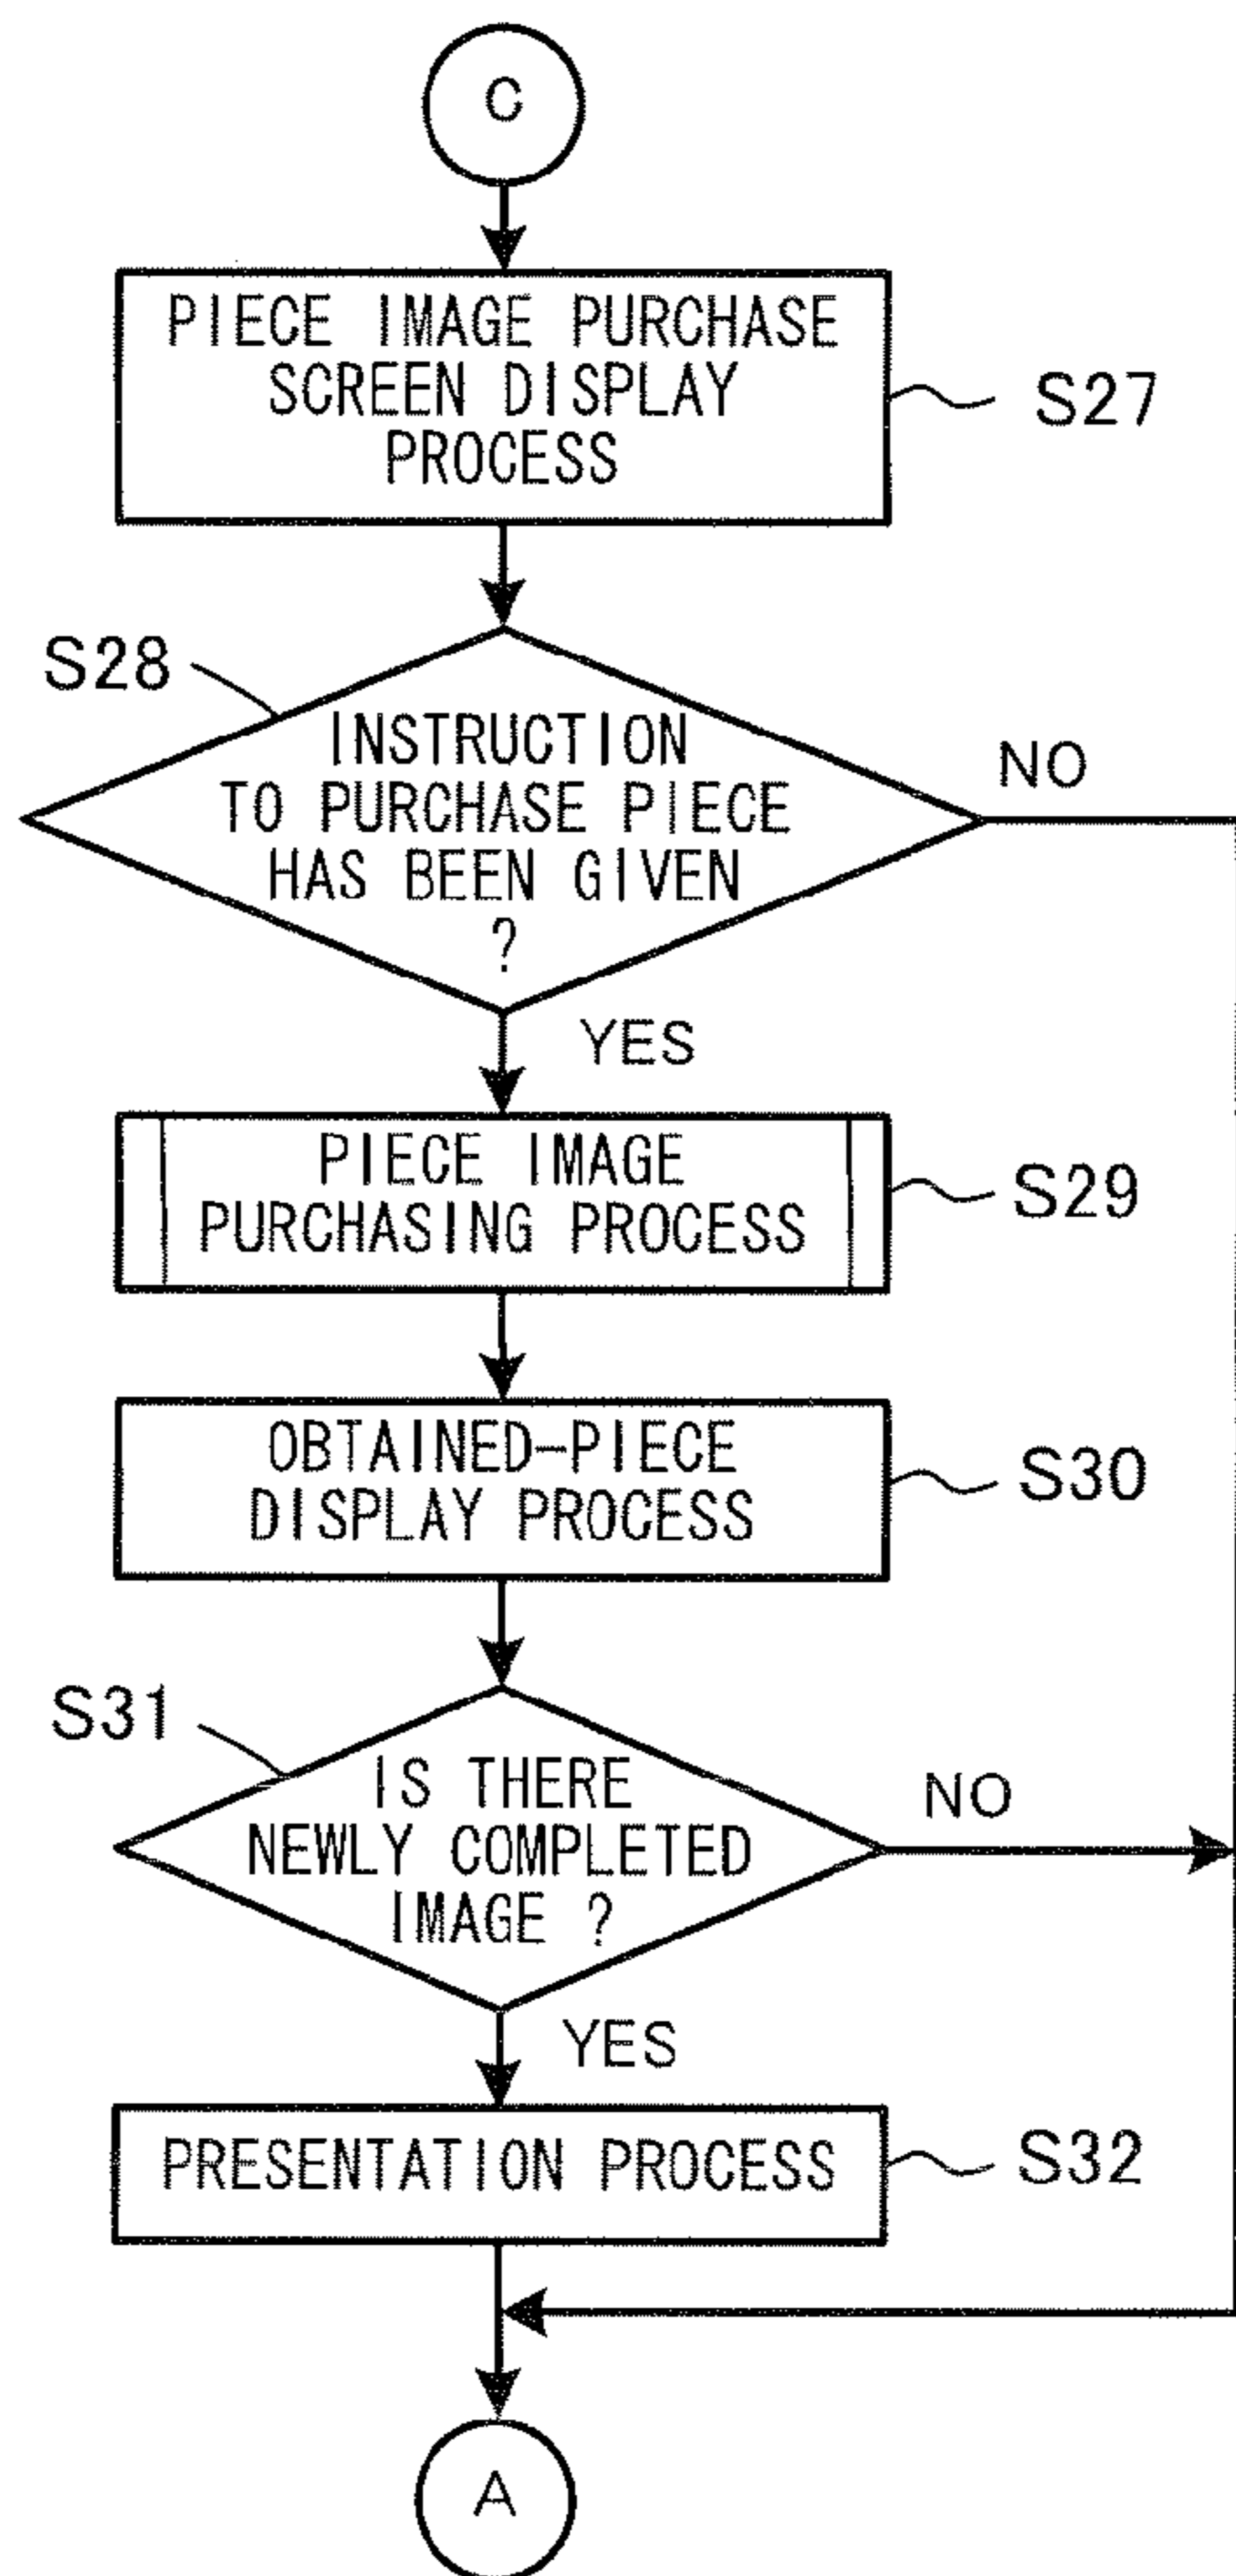 C
PIECE IMAGE PURCHASE
SCREEN DISPLAY
PROCESS
S27
S28
INSTRUCTION
TO PURCHASE PIECE
HAS BEEN GIVEN
?
NO
YES
PIECE IMAGE
PURCHASING PROCESS
S29
OBTAINED-PIECE
DISPLAY PROCESS
S30
S31
IS THERE
NEWLY COMPLETED
IMAGE ?
NO
YES
PRESENTATION PROCESS
S32
A